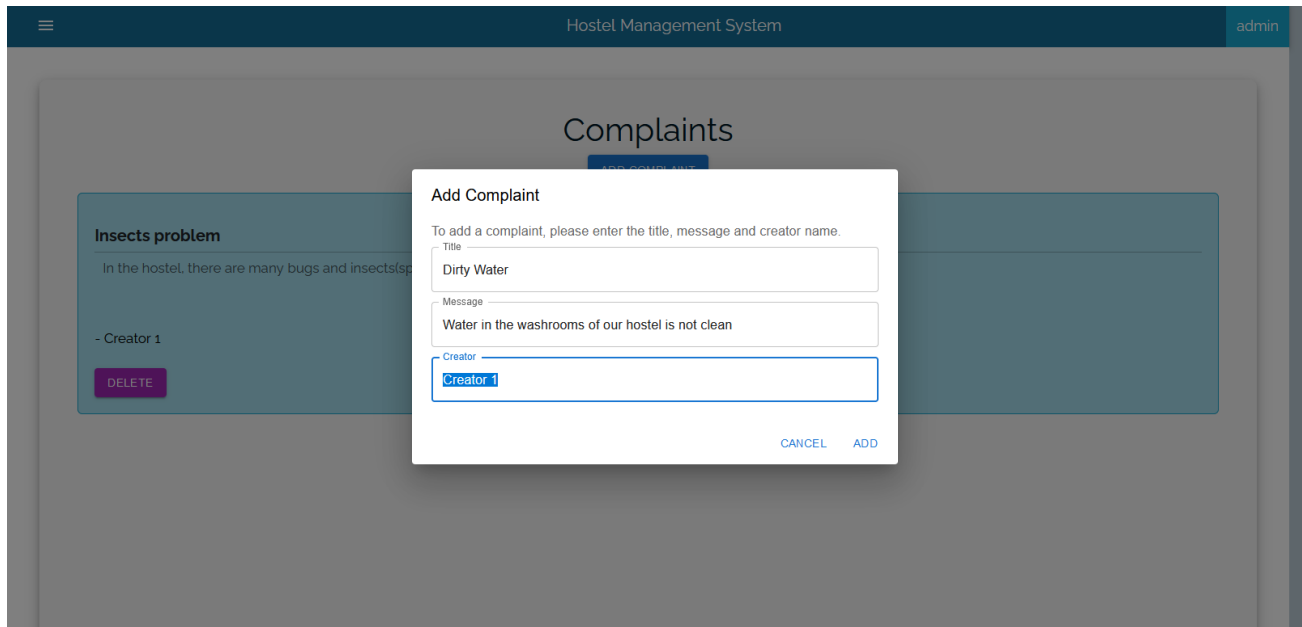 Hostel Management System
admin
Complaints
Insects problem
In the hostel, there are many bugs and insects(sp
- Creator 1
DELETE
Add Complaint
To add a complaint, please enter the title, message and creator name.
Title
Dirty Water
Message
Water in the washrooms of our hostel is not clean
Creator
Creator 1
CANCEL
ADD